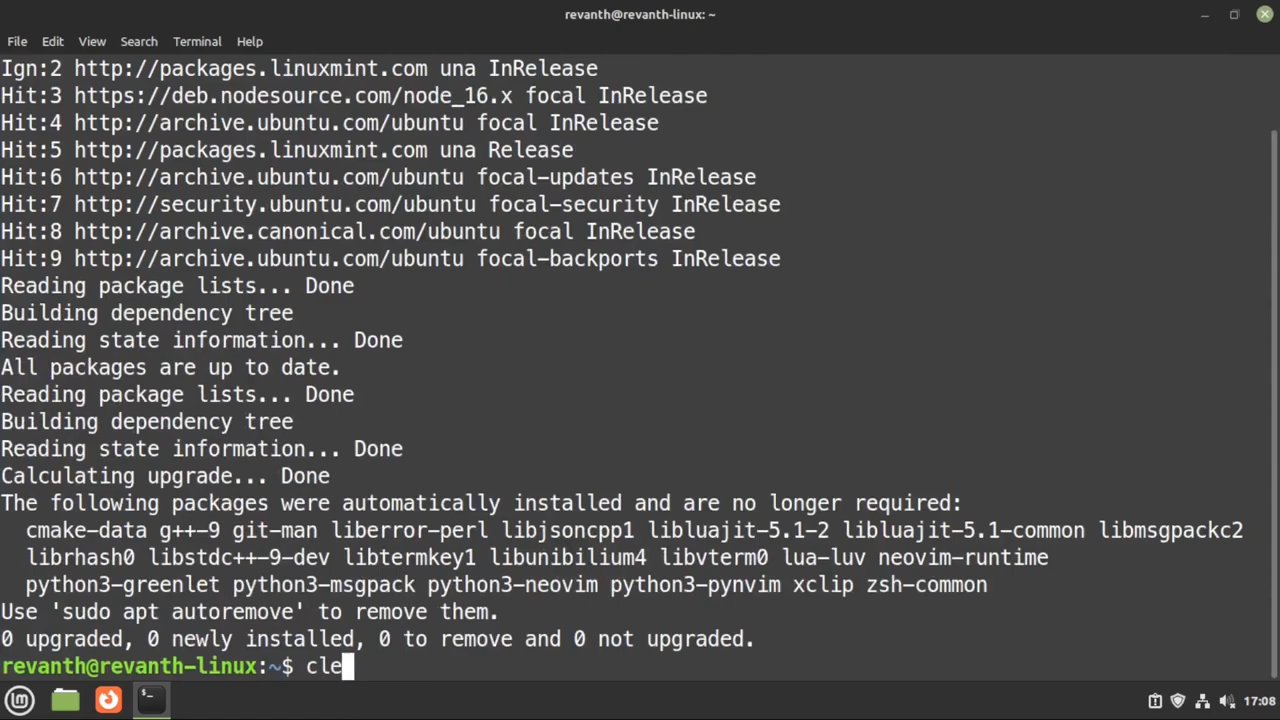 revanth@revanth-linux: ~
File Edit View Search Terminal Help
Ign:2 http://packages.linuxmint.com una InRelease
Hit:3 https://deb.nodesource.com/node_16.x focal InRelease
Hit:4 http://archive.ubuntu.com/ubuntu focal InRelease
Hit:5 http://packages.linuxmint.com una Release
Hit:6 http://archive.ubuntu.com/ubuntu focal-updates InRelease
Hit:7 http://security.ubuntu.com/ubuntu focal-security InRelease
Hit:8 http://archive.canonical.com/ubuntu focal InRelease
Hit:9 http://archive.ubuntu.com/ubuntu focal-backports InRelease
Reading package lists... Done
Building dependency tree
Reading state information... Done
All packages are up to date.
Reading package lists... Done
Building dependency tree
Reading state information... Done
Calculating upgrade... Done
The following packages were automatically installed and are no longer required:
  cmake-data g++-9 git-man liberror-perl libjsoncpp1 libluajit-5.1-2 libluajit-5.1-common libmsgpackc2
  librhash0 libstdc++-9-dev libtermkey1 libunibilium4 libvterm0 lua-luv neovim-runtime
  python3-greenlet python3-msgpack python3-neovim python3-pynvim xclip zsh-common
Use 'sudo apt autoremove' to remove them.
0 upgraded, 0 newly installed, 0 to remove and 0 not upgraded.
revanth@revanth-linux:~$ cle
17:08